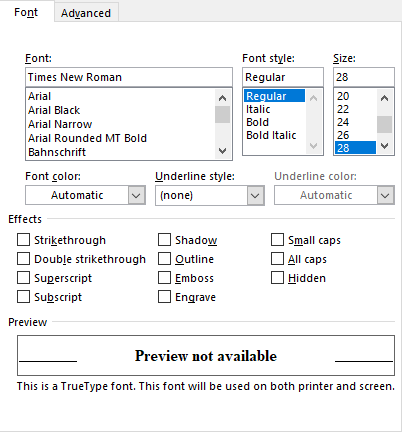 Font Advanced
Font: Font style: Size:
Times New Roman Regular 28
Arial Regular 20
Arial Black Italic 22
Arial Narrow Bold 24
Arial Rounded MT Bold Bold Italic 26
Bahnschrift 28
Font color: Underline style: Underline color:
Automatic (none) Automatic
Effects
Strikethrough Shadow Small caps
Double strikethrough Outline All caps
Superscript Emboss Hidden
Subscript Engrave
Preview
Preview not available
This is a TrueType font. This font will be used on both printer and screen.